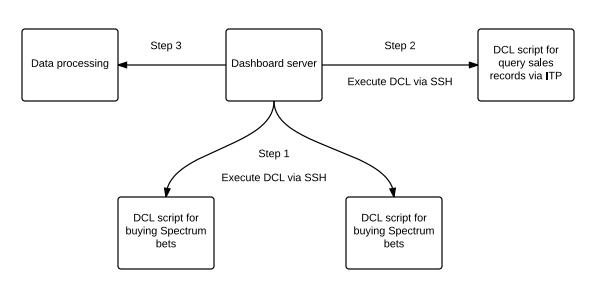 Step 3
Step 2
Data processing
Dashboard server
DCL script for
query sales
records via ITP
Execute DCL via SSH
Step 1
Execute DCL via SSH
DCL script for
buying Spectrum
bets
DCL script for
buying Spectrum
bets